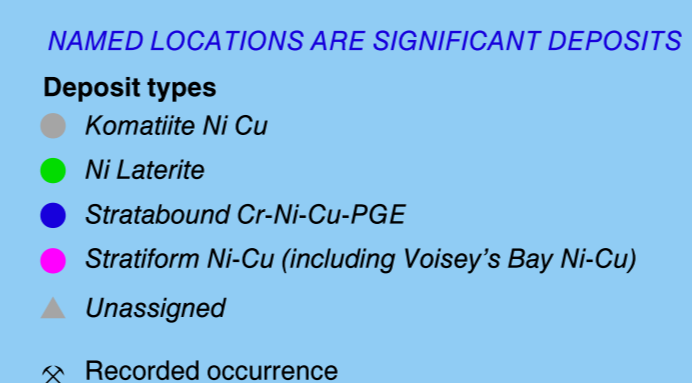 NAMED LOCATIONS ARE SIGNIFICANT DEPOSITS
Deposit types
Komatiite Ni Cu
Ni Laterite
Stratabound Cr-Ni-Cu-PGE
Stratiform Ni-Cu (including Voisey's Bay Ni-Cu)
Unassigned
Recorded occurrence